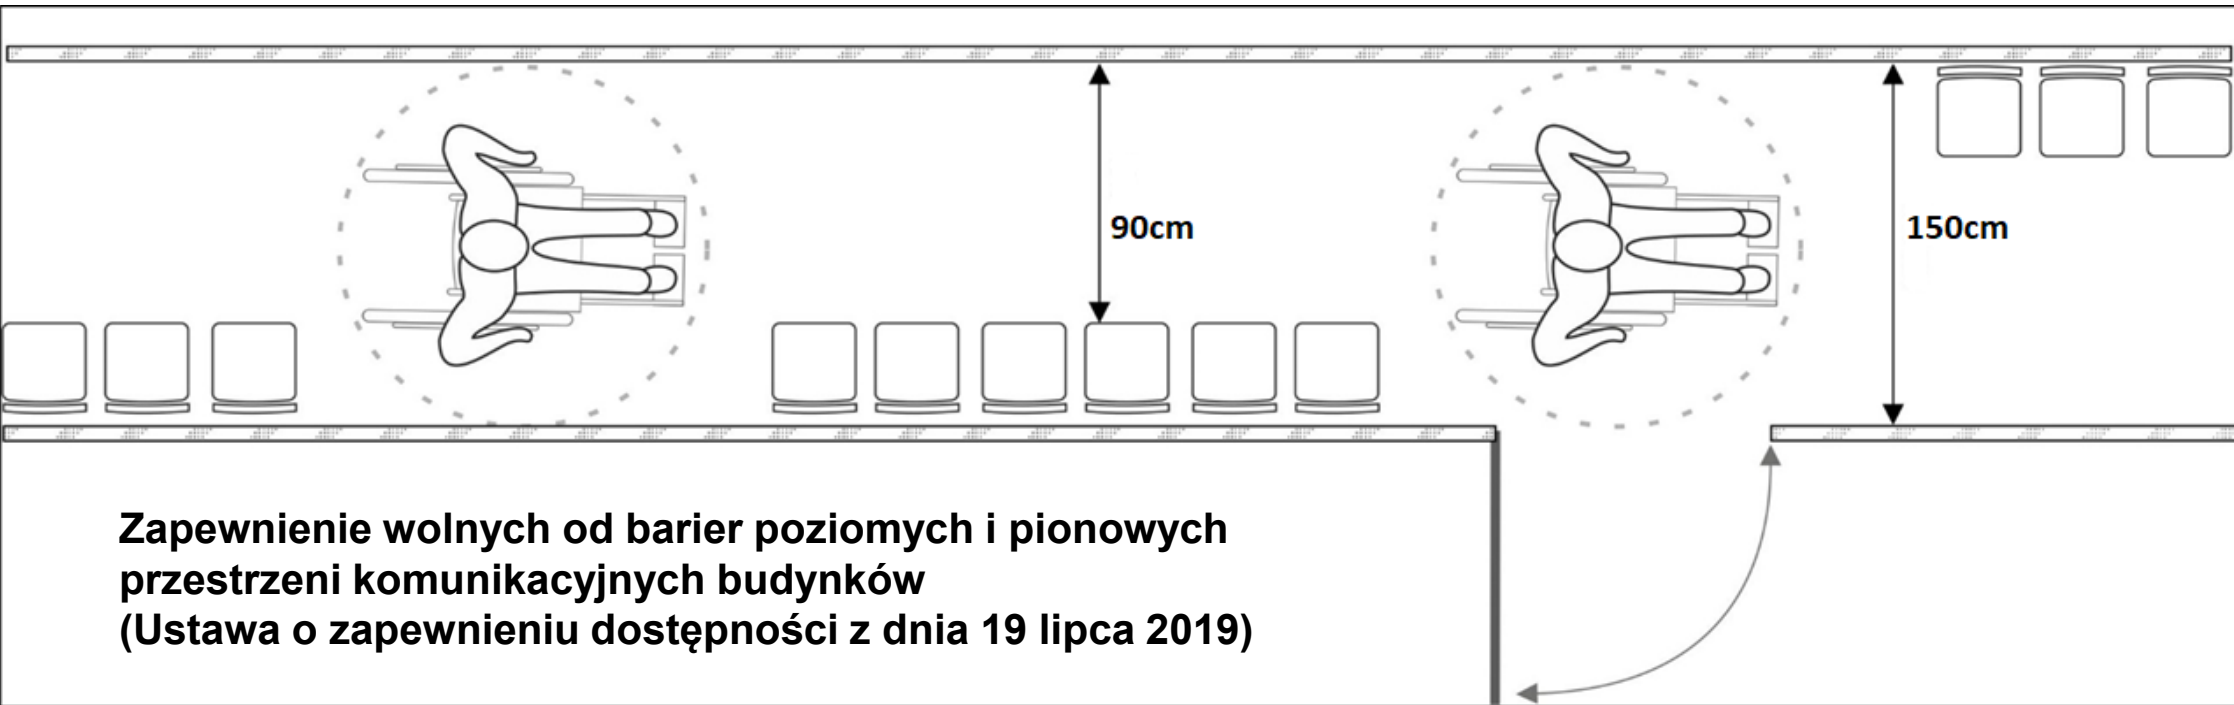 90cm
150cm
Zapewnienie wolnych od barier poziomych i pionowych
przestrzeni komunikacyjnych budynków
(Ustawa o zapewnieniu dostępności z dnia 19 lipca 2019)